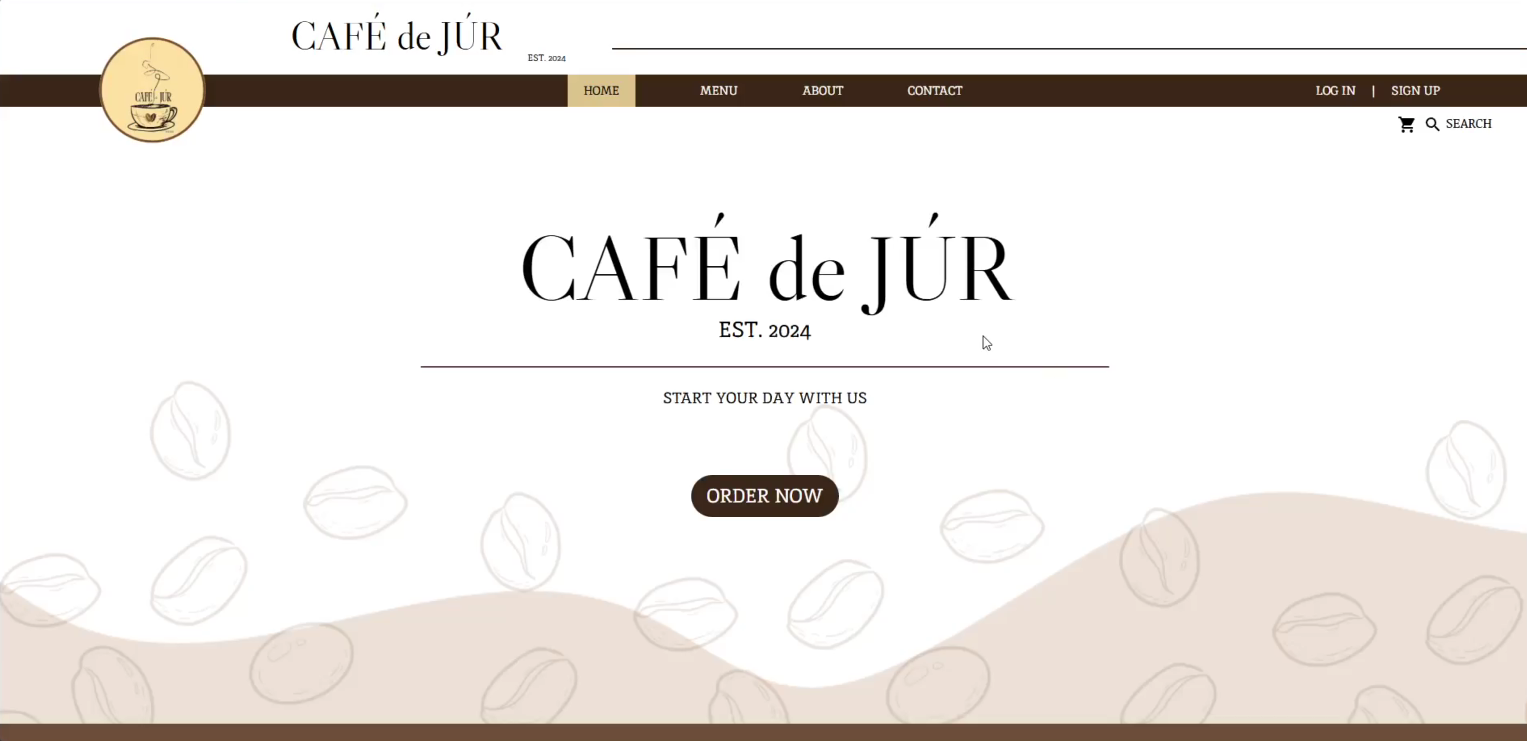 CAFÉ de JÚR
EST. 2024
CAFÉ de JÚR
HOME MENU ABOUT CONTACT LOG IN | SIGN UP
SEARCH
CAFÉ de JÚR
EST. 2024
START YOUR DAY WITH US
ORDER NOW